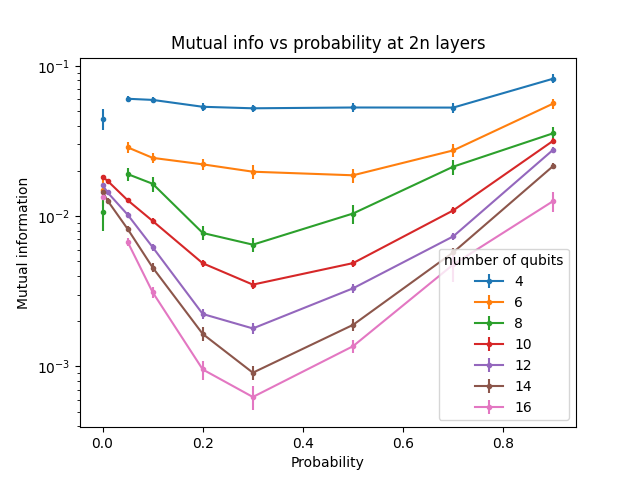 Mutual info vs probability at 2n layers
Mutual information
10⁻¹
10⁻²
10⁻³
0.0 0.2 0.4 0.6 0.8
Probability
number of qubits
4
6
8
10
12
14
16